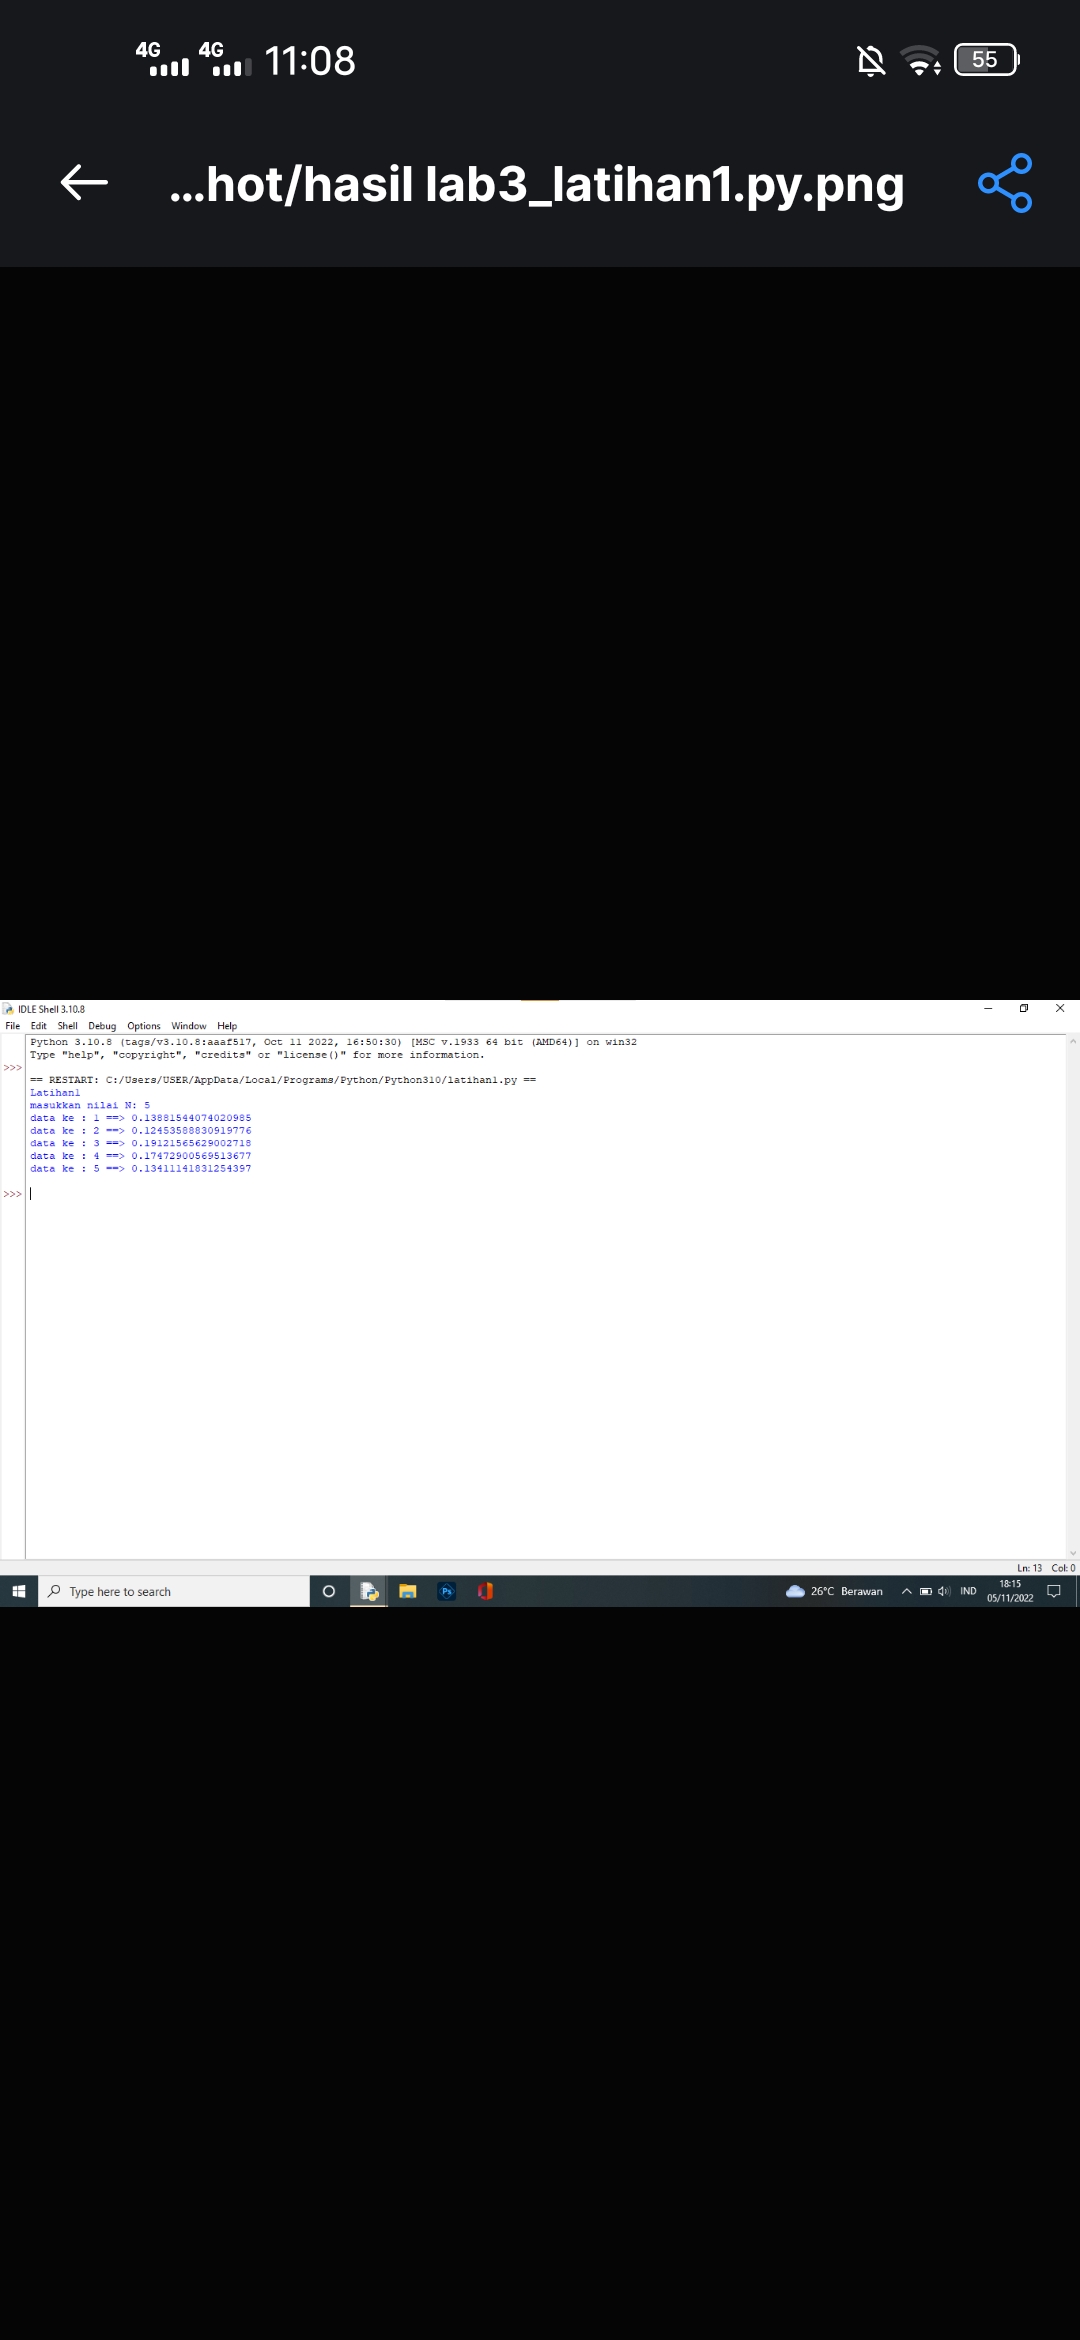 4G 4G 11:08 55
...hot/hasil lab3_latihan1.py.png
IDLE Shell 3.10.8
File Edit Shell Debug Options Window Help
Python 3.10.8 (tags/v3.10.8:aaaf517, Oct 11 2022, 16:50:30) [MSC v.1933 64 bit (AMD64)] on win32
Type "help", "copyright", "credits" or "license()" for more information.
>>>
== RESTART: C:/Users/USER/AppData/Local/Programs/Python/Python310/latihan1.py ==
Latihan1
masukkan nilai N: 5
data ke : 1 ==> 0.13881544074020985
data ke : 2 ==> 0.12453588830919776
data ke : 3 ==> 0.19121565629002718
data ke : 4 ==> 0.17472900569513677
data ke : 5 ==> 0.13411141831254397
>>>
Ln: 13 Col: 0
Type here to search
Ps
26°C Berawan
IND
18:15
05/11/2022